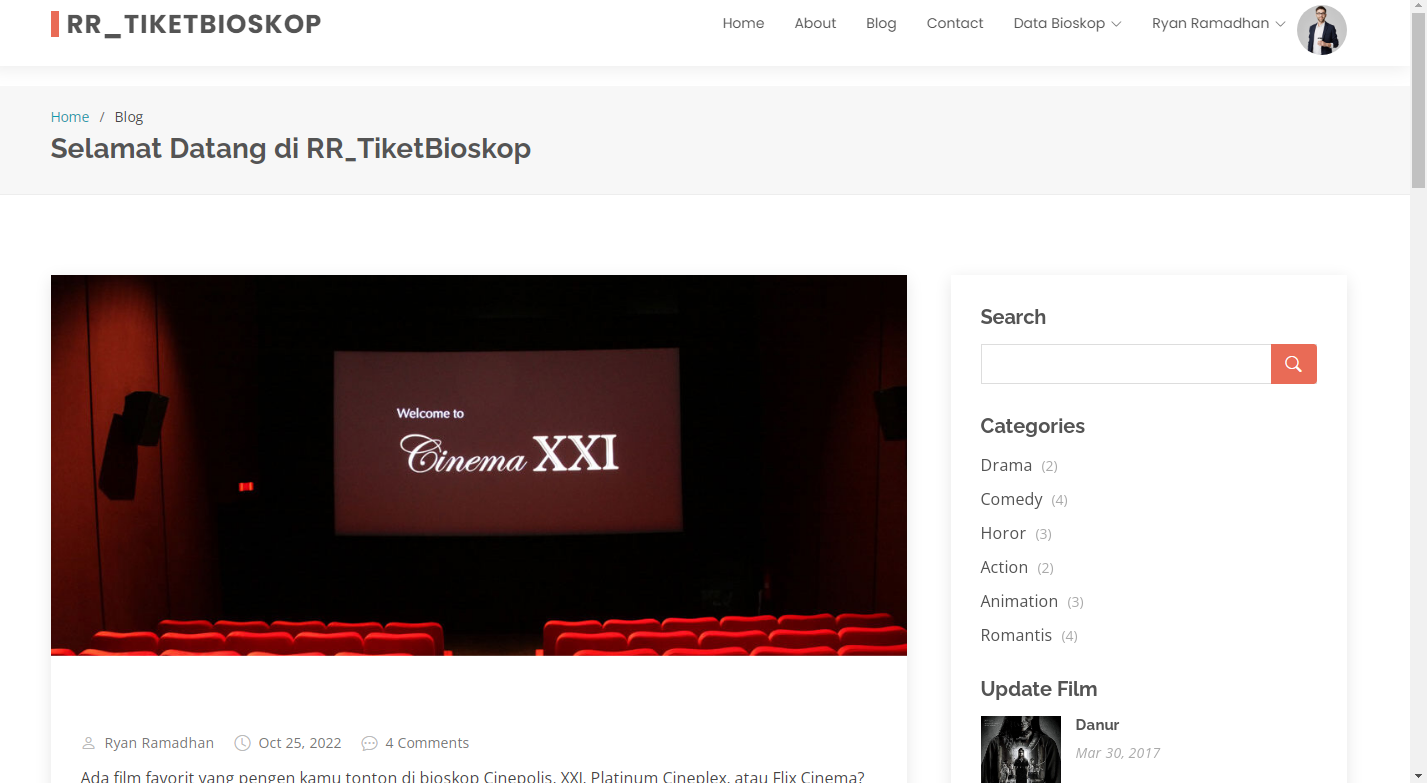 RR_TIKETBIOSKOP
Home About Blog Contact Data Bioskop Ryan Ramadhan
Home / Blog
Selamat Datang di RR_TiketBioskop
Welcome to
Cinema XXI
Ryan Ramadhan Oct 25, 2022 4 Comments
Ada film favorit yang pengen kamu tonton di bioskop Cinepolis, XXI, Platinum Cineplex, atau Flix Cinema?
Search
Categories
Drama (2)
Comedy (4)
Horor (3)
Action (2)
Animation (3)
Romantis (4)
Update Film
Danur
Mar 30, 2017